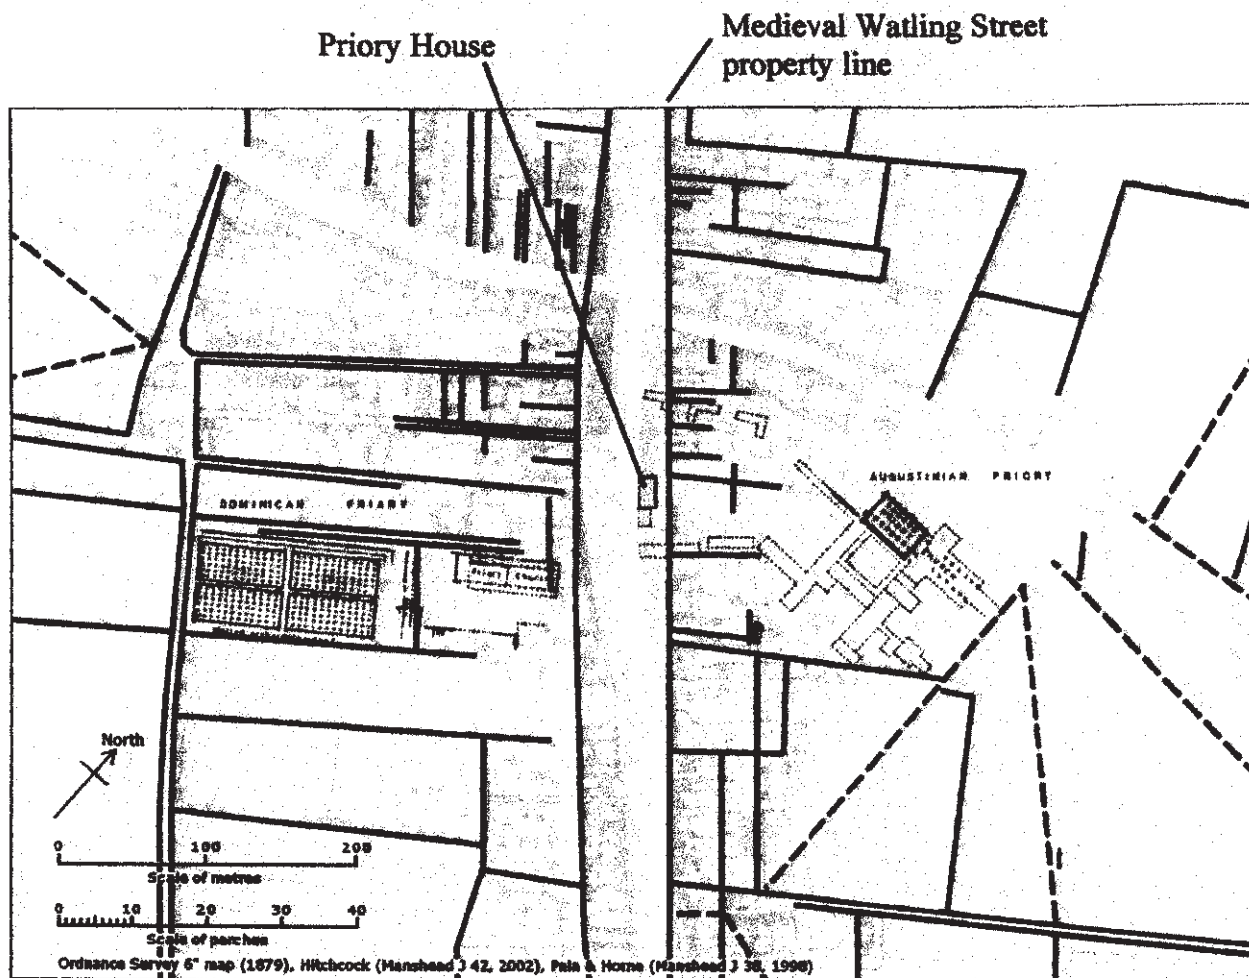 Priory House
Medieval Watling Street
property line
AUGUSTINIAN PRIORY
DOMINICAN PRIORY
North
0 100 200
Scale of metres
0 10 20 30 40
Scale of perches
Ordnance Survey 6" map (1879), Hitchcock (Manshead J 42, 2002), & Horne (Manshead J 38, 1998)